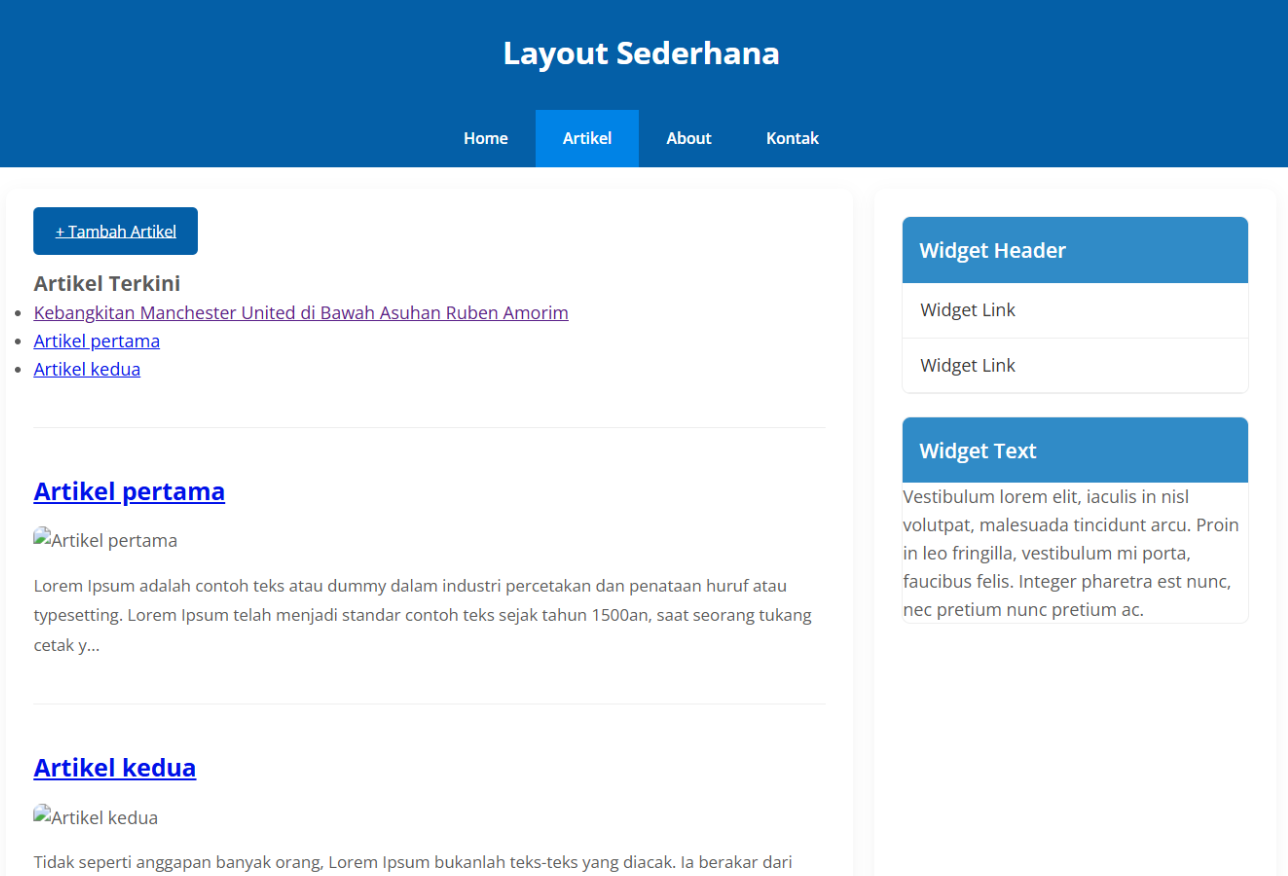 Layout Sederhana
Home Artikel About Kontak
+ Tambah Artikel
Artikel Terkini
Kebangkitan Manchester United di Bawah Asuhan Ruben Amorim
Artikel pertama
Artikel kedua
Artikel pertama
Artikel pertama
Lorem Ipsum adalah contoh teks atau dummy dalam industri percetakan dan penataan huruf atau
typesetting. Lorem Ipsum telah menjadi standar contoh teks sejak tahun 1500an, saat seorang tukang
cetak y...
Artikel kedua
Artikel kedua
Tidak seperti anggapan banyak orang, Lorem Ipsum bukanlah teks-teks yang diacak. Ia berakar dari
Widget Header
Widget Link
Widget Link
Widget Text
Vestibulum lorem elit, iaculis in nisl
volutpat, malesuada tincidunt arcu. Proin
in leo fringilla, vestibulum mi porta,
faucibus felis. Integer pharetra est nunc,
nec pretium nunc pretium ac.